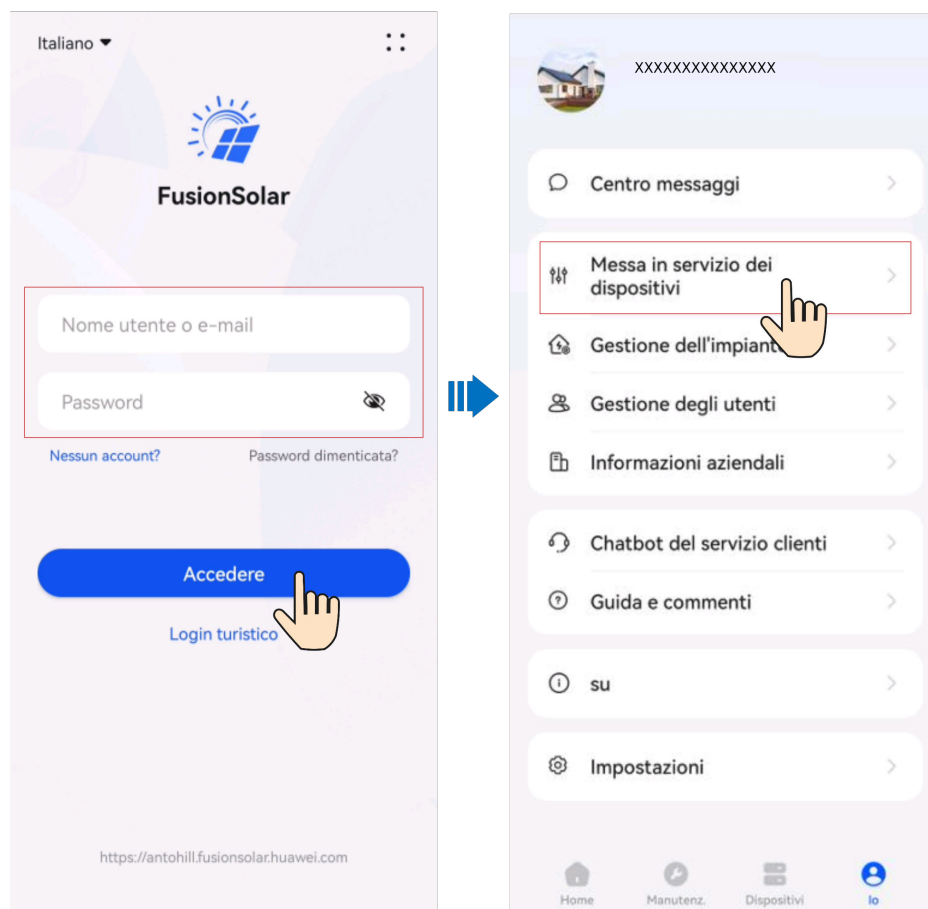 Italiano
FusionSolar
Nome utente o e-mail
Password
Nessun account?
Password dimenticata?
Accedere
Login turistico
https://antohill.fusionsolar.huawei.com
XXXXXXXXXXXXXXX
Centro messaggi
Messa in servizio dei
dispositivi
Gestione dell'impianto
Gestione degli utenti
Informazioni aziendali
Chatbot del servizio clienti
Guida e commenti
su
Impostazioni
Home
Manutenz.
Dispositivi
Io